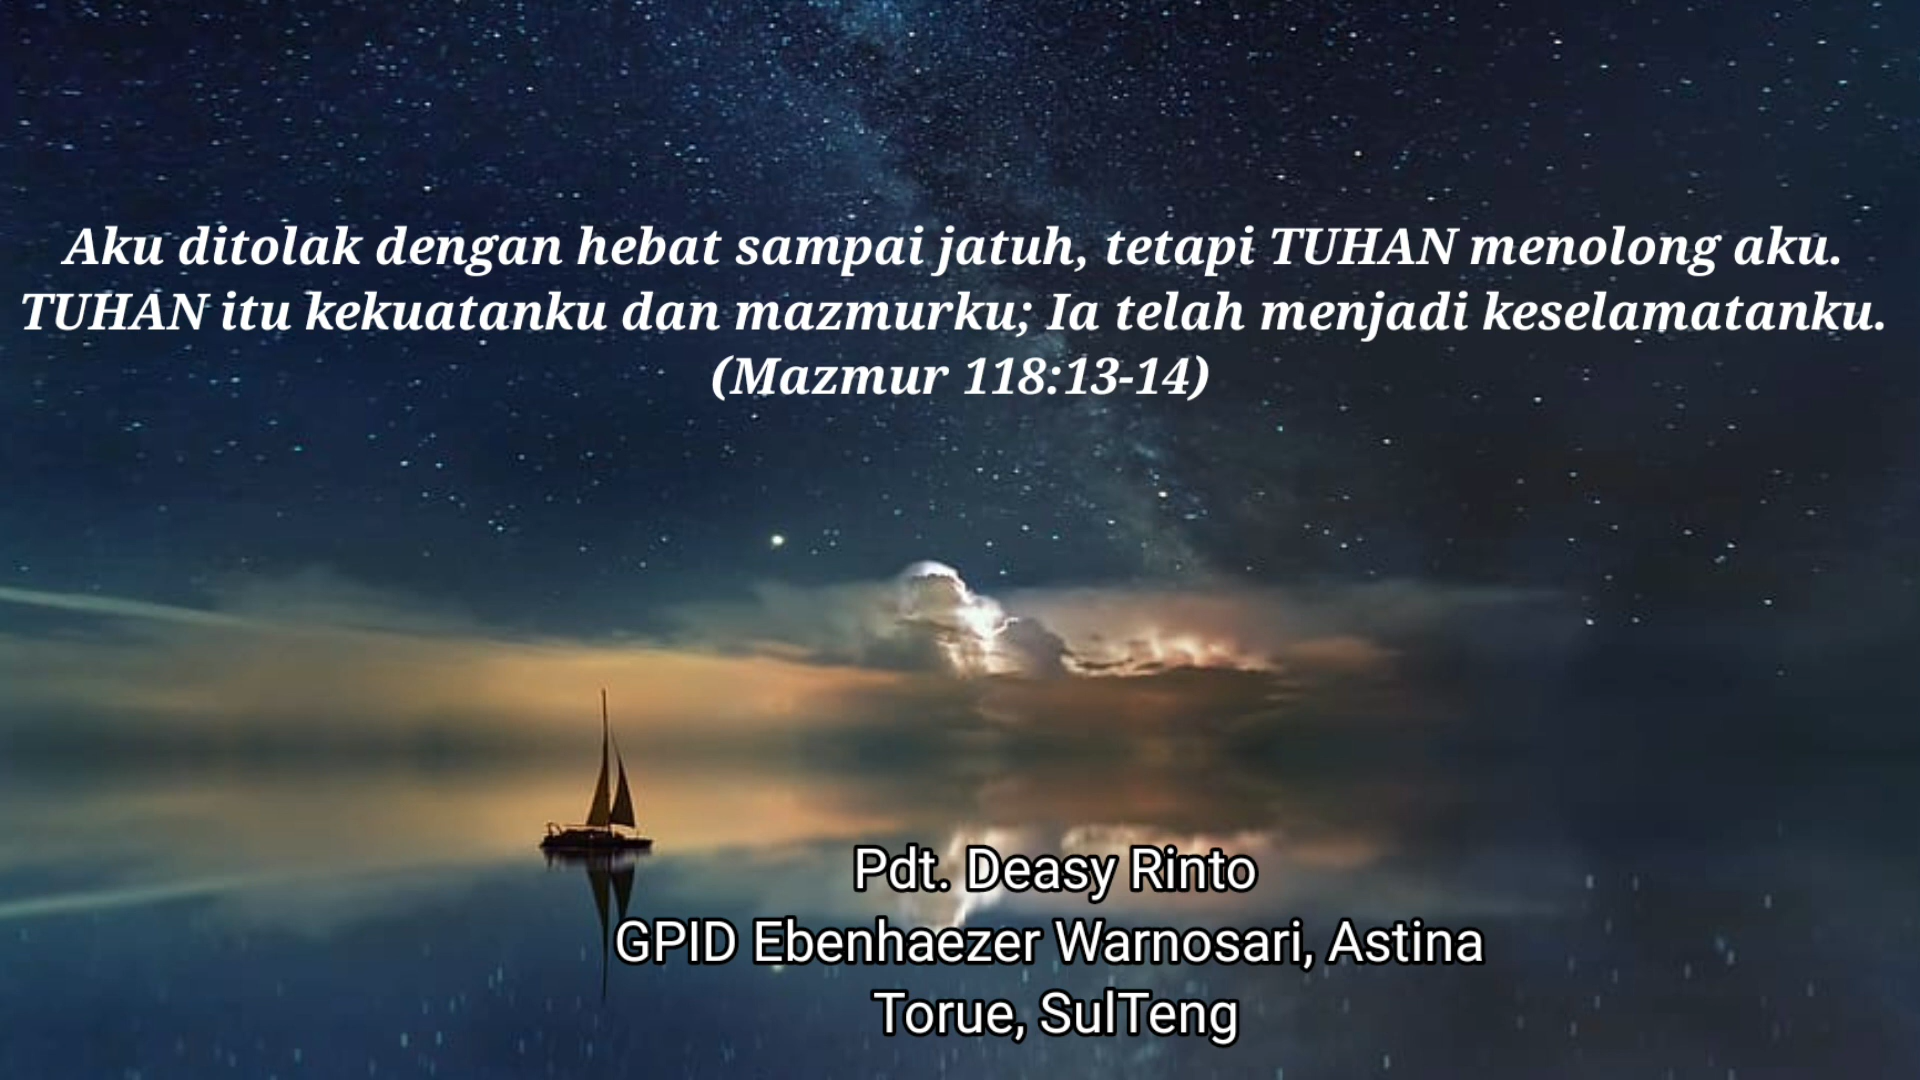 Aku ditolak dengan hebat sampai jatuh, tetapi TUHAN menolong aku.
TUHAN itu kekuatanku dan mazmurku; Ia telah menjadi keselamatanku.
(Mazmur 118:13-14)
Pdt. Deasy Rinto
GPID Ebenhaezer Warnosari, Astina
Torue, SulTeng